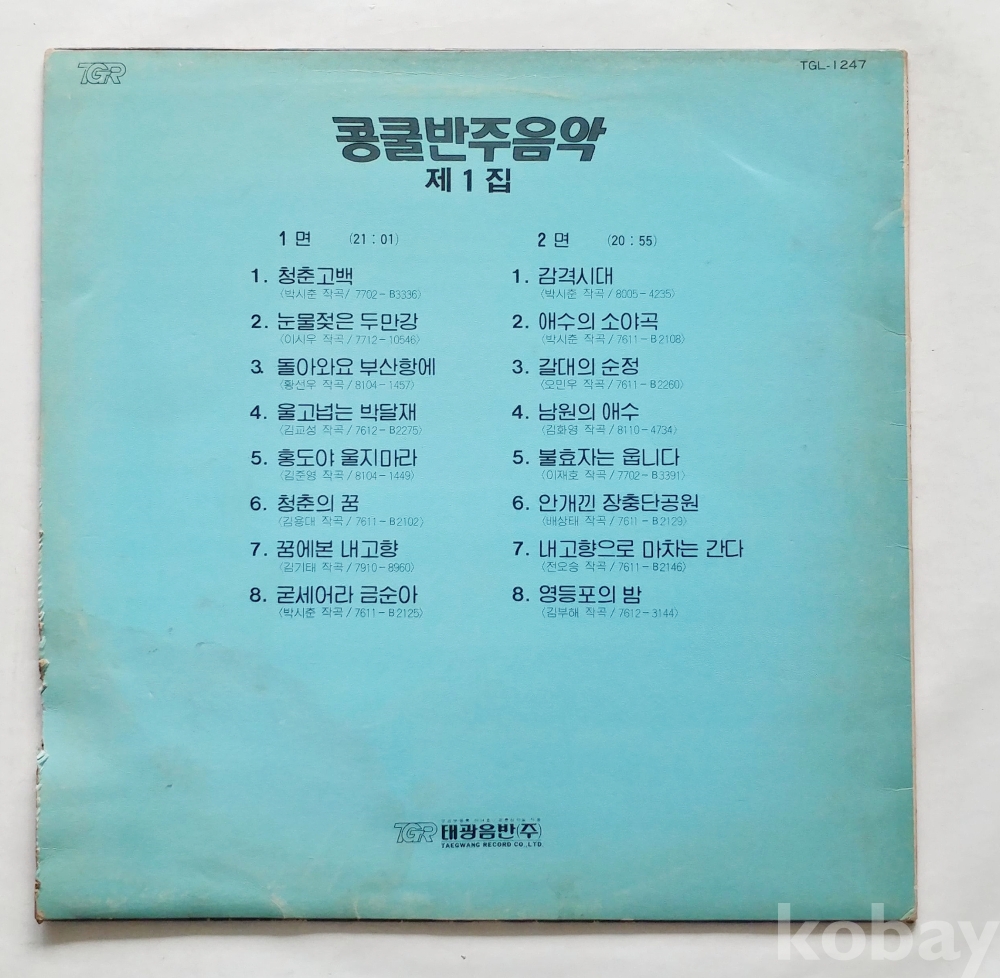 TGR
TGL-1247
콩쿨반주음악
제1집
1면 (21:01)
1. 청춘고백
(박시춘 작곡/7702-B3336)
2. 눈물젖은 두만강
(이시우 작곡/7712-10546)
3. 돌아와요 부산항에
(황선우 작곡/8104-1457)
4. 울고넘는 박달재
(김교성 작곡/7612-B2275)
5. 홍도야 울지마라
(김준영 작곡/8104-1449)
6. 청춘의 꿈
(김용대 작곡/7611-B2102)
7. 꿈에본 내고향
(김기태 작곡/7910-8960)
8. 굳세어라 금순아
(박시춘 작곡/7611-B2125)
2면 (20:55)
1. 감격시대
(박시춘 작곡/8005-4235)
2. 애수의 소야곡
(박시춘 작곡/7611-B2108)
3. 갈대의 순정
(오민우 작곡/7611-B2260)
4. 남원의 애수
(김화영 작곡/8110-4734)
5. 불효자는 웁니다
(이재호 작곡/7702-B3391)
6. 안개낀 장충단공원
(배상태 작곡/7611-B2129)
7. 내고향으로 마차는 간다
(전오승 작곡/7611-B2146)
8. 영등포의 밤
(김부해 작곡/7612-3144)
TGR 태광음반(주)
TAEGWANG RECORD CO.,LTD.
kobay